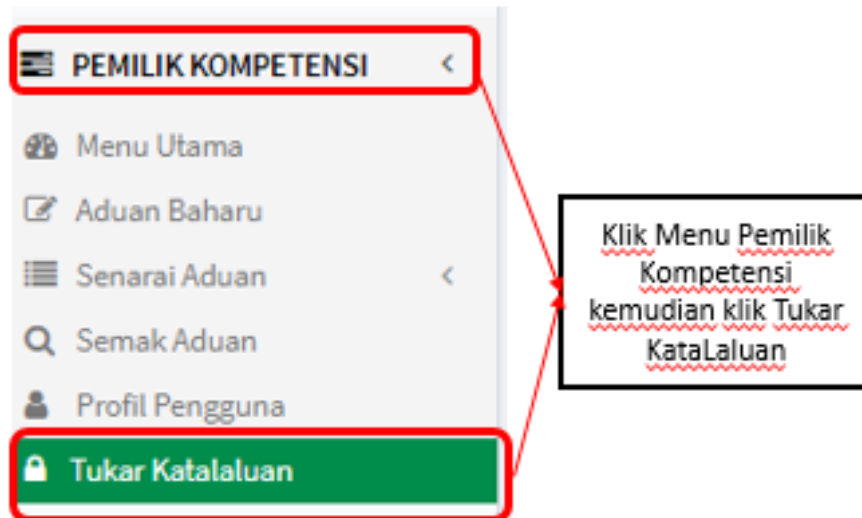 PEMILIK KOMPETENSI
Menu Utama
Aduan Baharu
Senarai Aduan
Semak Aduan
Profil Pengguna
Tukar Katalaluan
Klik Menu Pemilik
Kompetensi
kemudian klik Tukar
KataLaluan